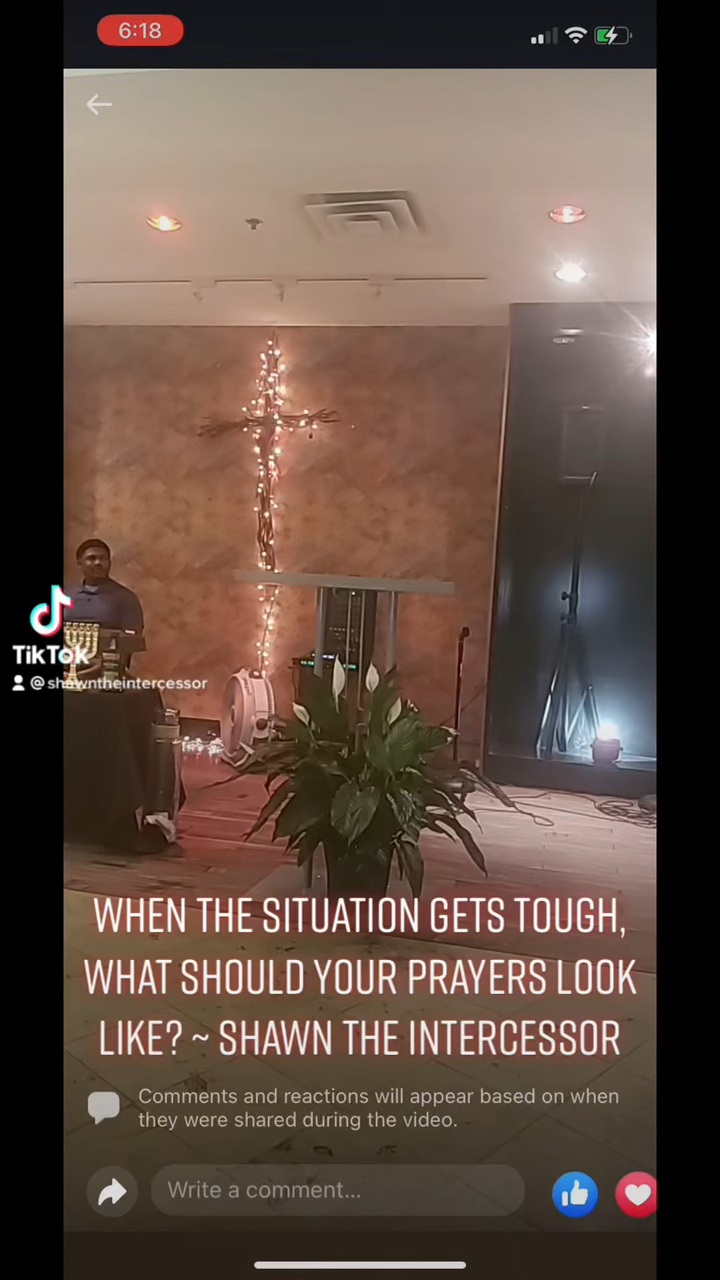 6:18
TikTok
@shawntheintercessor
WHEN THE SITUATION GETS TOUGH,
WHAT SHOULD YOUR PRAYERS LOOK
LIKE? ~ SHAWN THE INTERCESSOR
Comments and reactions will appear based on when
they were shared during the video.
Write a comment...